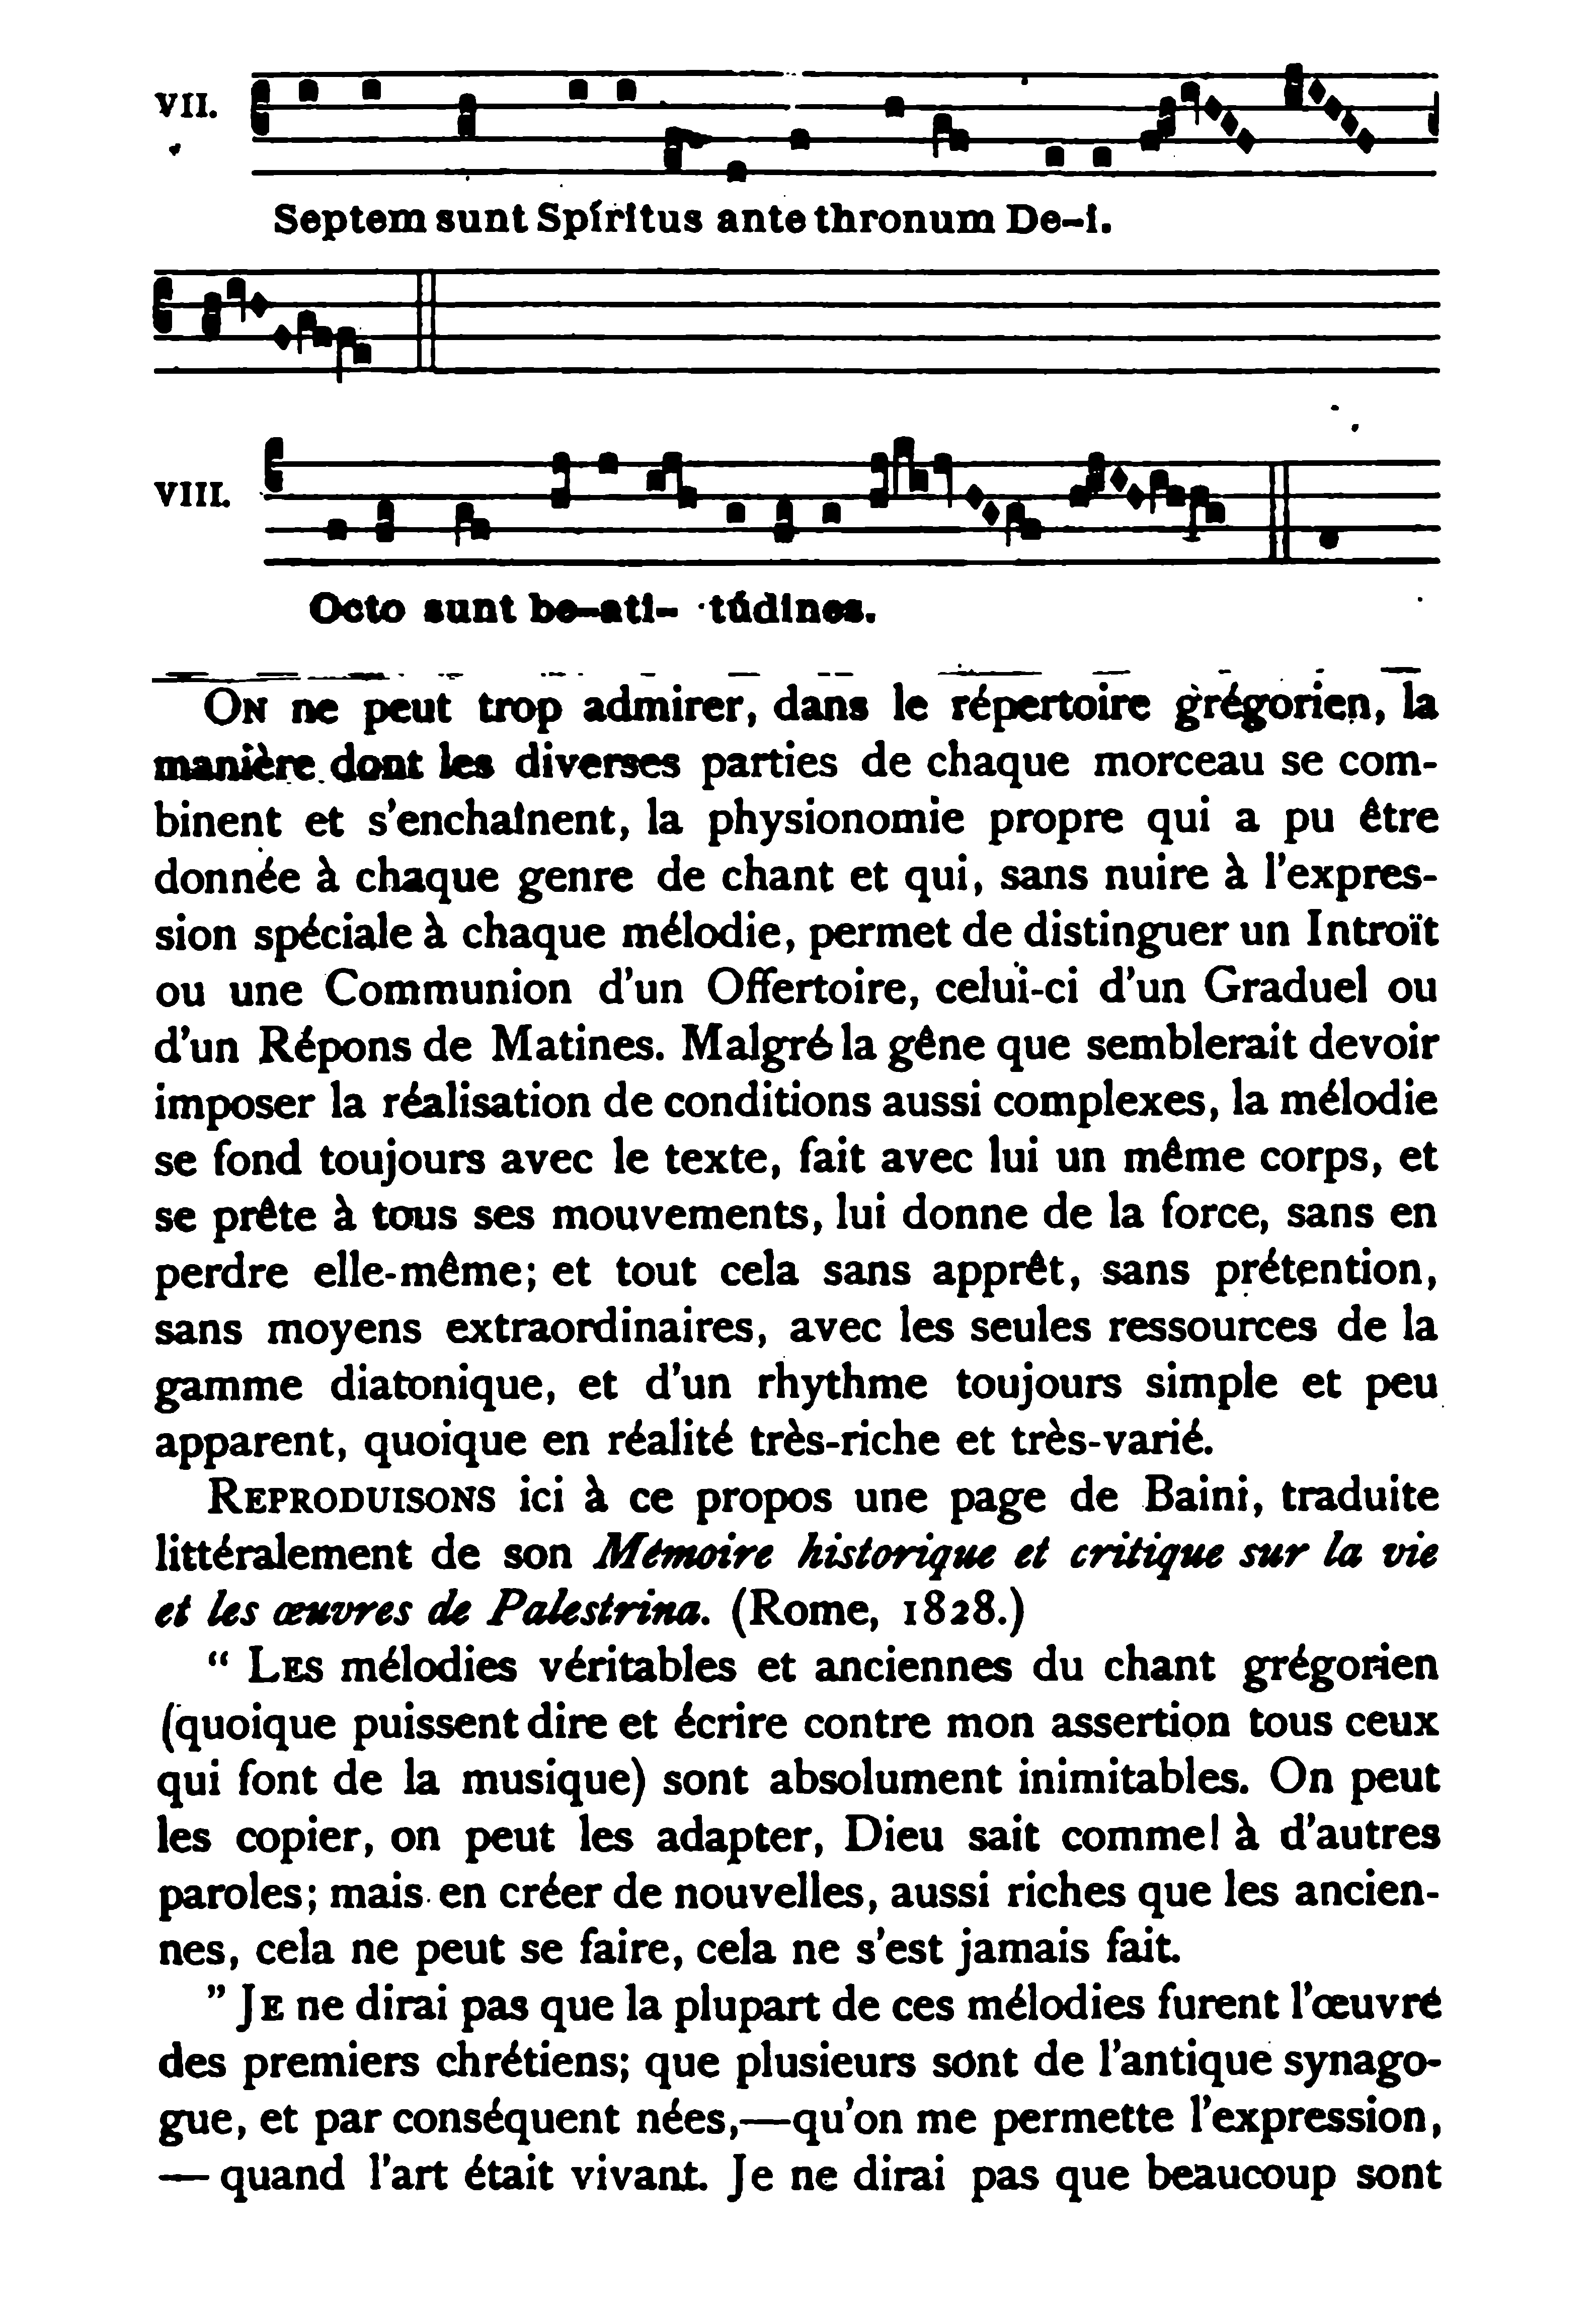 VII.
Septem sunt Spíritus ante thronum De-i.
VIII.
Octo sunt be-ati- túdines.
ON ne peut trop admirer, dans le répertoire grégorien, la
manière dont les diverses parties de chaque morceau se com-
binent et s'enchaînent, la physionomie propre qui a pu être
donnée à chaque genre de chant et qui, sans nuire à l'expres-
sion spéciale à chaque mélodie, permet de distinguer un Introït
ou une Communion d'un Offertoire, celui-ci d'un Graduel ou
d'un Répons de Matines. Malgré la gêne que semblerait devoir
imposer la réalisation de conditions aussi complexes, la mélodie
se fond toujours avec le texte, fait avec lui un même corps, et
se prête à tous ses mouvements, lui donne de la force, sans en
perdre elle-même; et tout cela sans apprêt, sans prétention,
sans moyens extraordinaires, avec les seules ressources de la
gamme diatonique, et d'un rhythme toujours simple et peu
apparent, quoique en réalité très-riche et très-varié.
REPRODUISONS ici à ce propos une page de Baini, traduite
littéralement de son Mémoire historique et critique sur la vie
et les œuvres de Palestrina. (Rome, 1828.)
“ LES mélodies véritables et anciennes du chant grégorien
(quoique puissent dire et écrire contre mon assertion tous ceux
qui font de la musique) sont absolument inimitables. On peut
les copier, on peut les adapter, Dieu sait comme! à d'autres
paroles; mais en créer de nouvelles, aussi riches que les ancien-
nes, cela ne peut se faire, cela ne s'est jamais fait.
” JE ne dirai pas que la plupart de ces mélodies furent l'œuvre
des premiers chrétiens; que plusieurs sont de l'antique synago-
gue, et par conséquent nées,—qu'on me permette l'expression,
— quand l'art était vivant. Je ne dirai pas que beaucoup sont